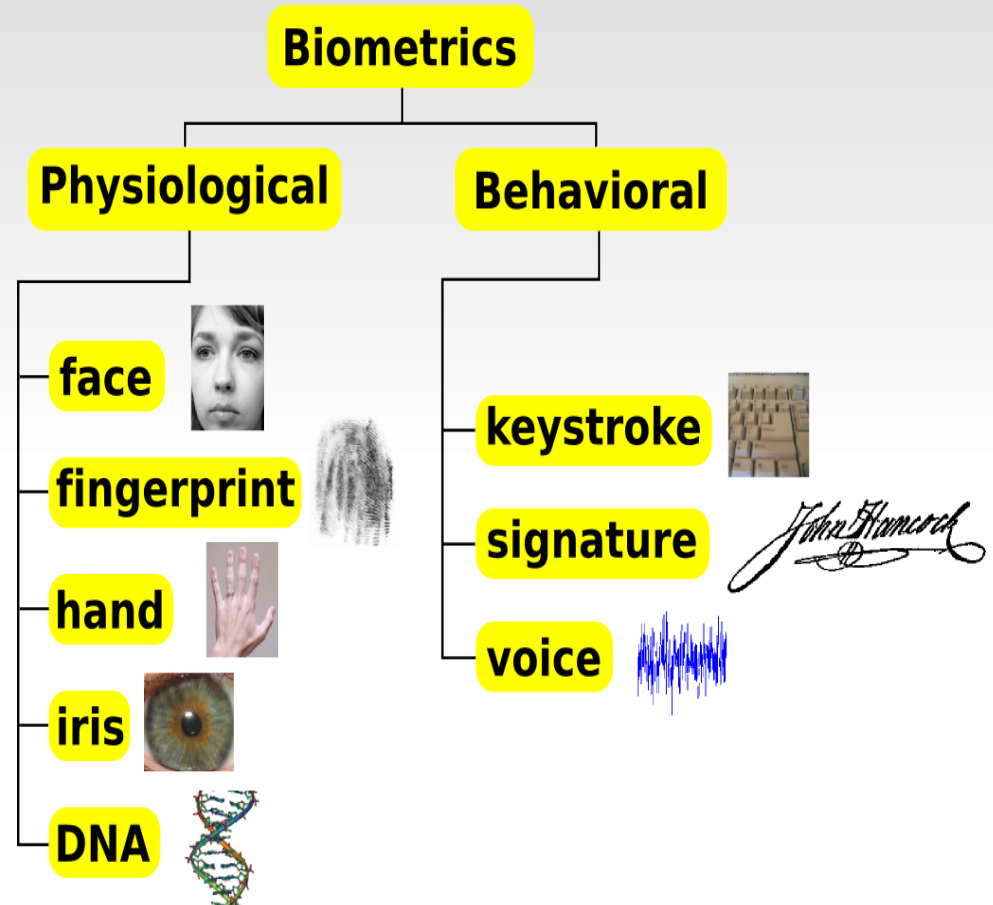 Biometrics
Physiological
Behavioral
face
fingerprint
hand
iris
DNA
keystroke
signature
John Hancock
voice